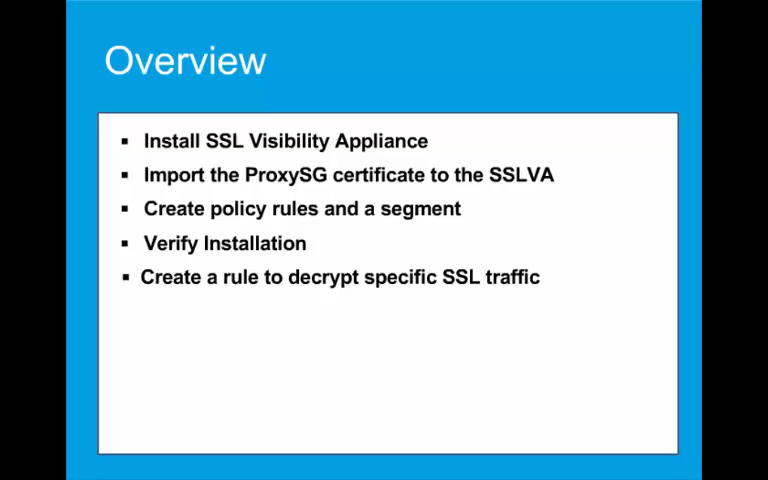 Overview
▪ Install SSL Visibility Appliance
▪ Import the ProxySG certificate to the SSLVA
▪ Create policy rules and a segment
▪ Verify Installation
▪ Create a rule to decrypt specific SSL traffic